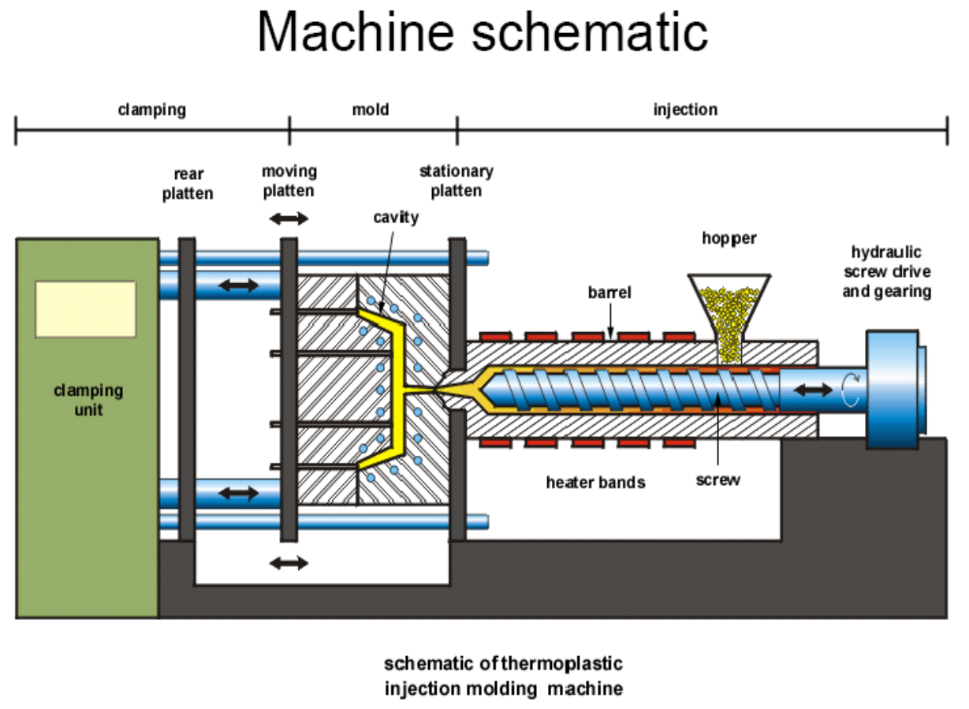 Machine schematic
clamping
mold
injection
rear
platten
moving
platten
stationary
platten
cavity
hopper
hydraulic
screw drive
and gearing
barrel
clamping
unit
heater bands
screw
schematic of thermoplastic
injection molding machine